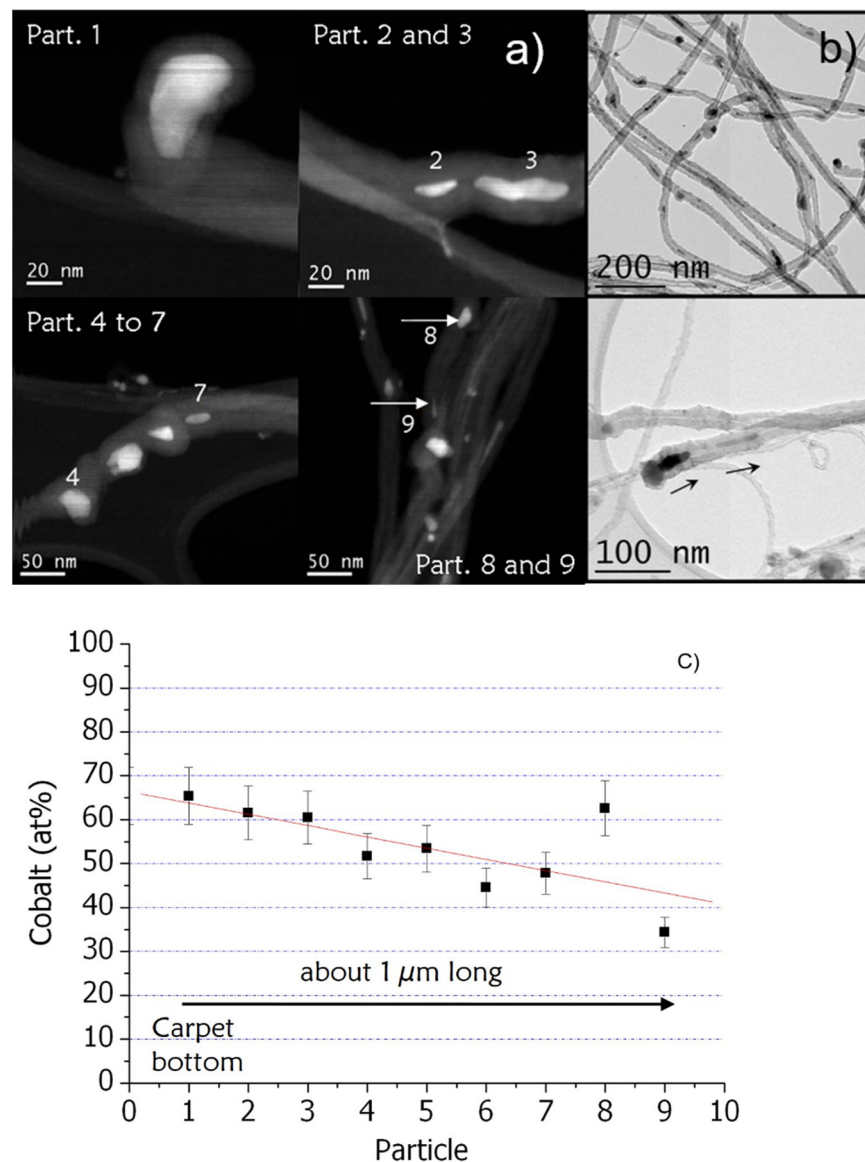 Part. 1
Part. 2 and 3
a)
b)
2
3
20 nm
20 nm
200 nm
Part. 4 to 7
7
4
8
9
50 nm
50 nm
Part. 8 and 9
100 nm
C)
100
90
80
70
60
50
40
30
20
10
0
Cobalt (at%)
about 1 μm long
Carpet
bottom
0 1 2 3 4 5 6 7 8 9 10
Particle